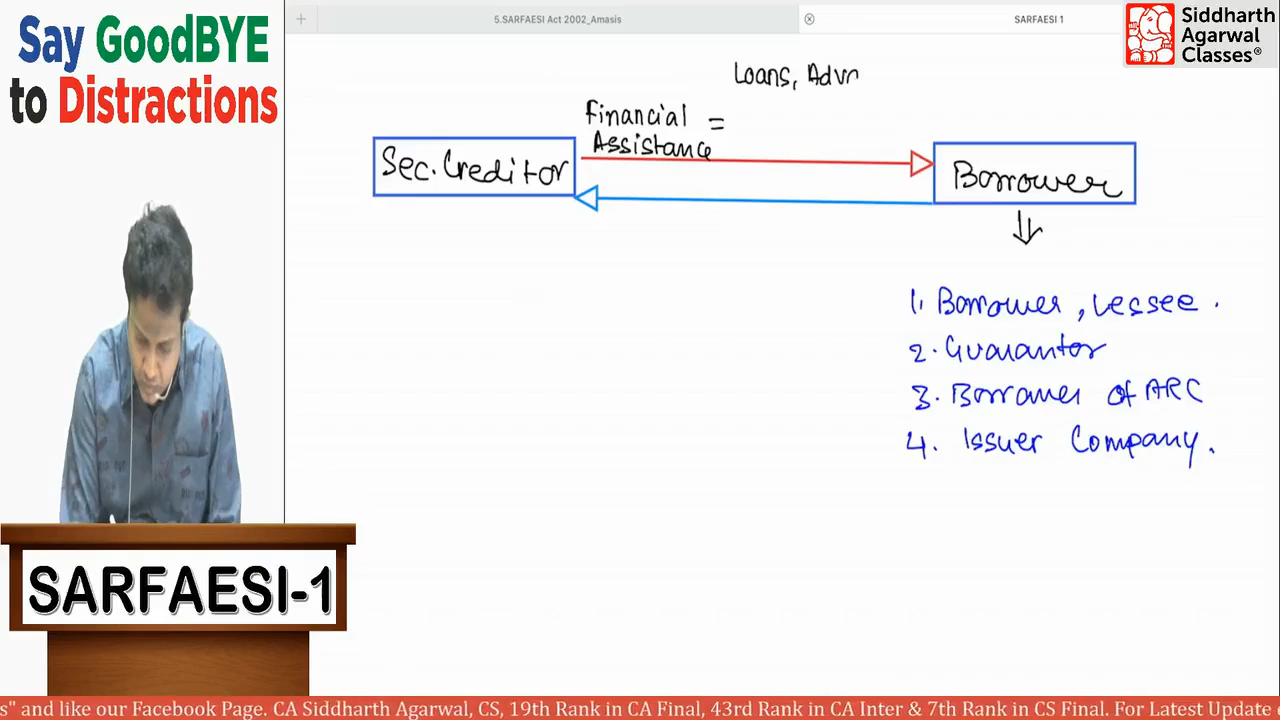 Say GoodBYE
to Distractions
5.SARFAESI Act 2002_Amasis
SARFAESI 1
Siddharth
Agarwal
Classes®
Loans, Advn
Financial =
Assistance
Sec. Creditor
Borrower
1. Borrower, Lessee.
2. Guarantor
3. Borrower of ARC
4. Issuer Company.
SARFAESI-1
s" and like our Facebook Page. CA Siddharth Agarwal, CS, 19th Rank in CA Final, 43rd Rank in CA Inter & 7th Rank in CS Final. For Latest Update